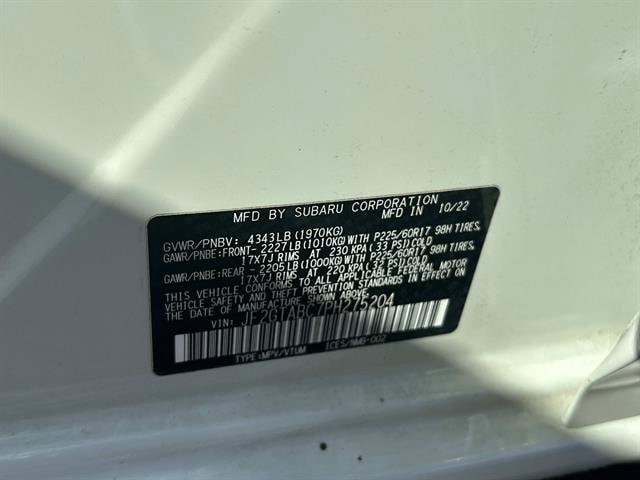 MFD BY SUBARU CORPORATION 10/22
GVWR/PNBV: 4343LB(1970KG)
GAWR/PNBE:FRONT-2227LB(1010KG)WITH P225/60R17 98H TIRES,
17X7J RIMS AT 230 KPA(33 PSI)COLD
GAWR/PNBE:REAR -2205LB(1000KG)WITH P225/60R17 98H TIRES,
17X7J RIMS AT 220 KPA(32 PSI)COLD
THIS VEHICLE CONFORMS TO ALL APPLICABLE FEDERAL MOTOR
VEHICLE SAFETY AND THEFT PREVENTION STANDARDS IN EFFECT ON
THE DATE OF MANUFACTURE SHOWN ABOVE.
VIN: JF2GTABC7PH275204
TYPE:MPV/VTUM ICES/NMB-002